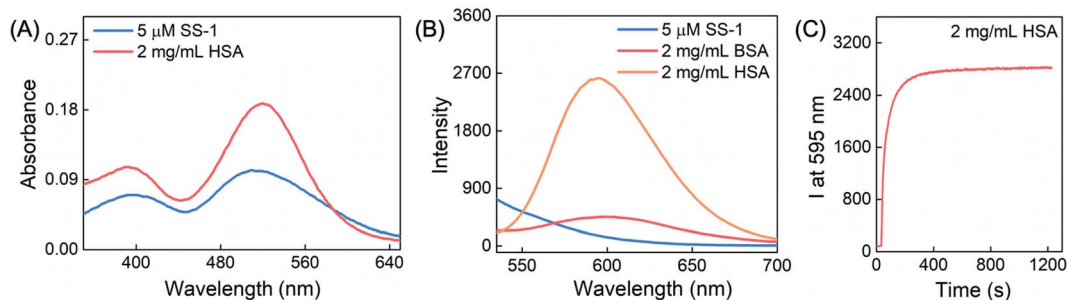 (A)
5 μM SS-1
2 mg/mL HSA
Absorbance
0.27
0.18
0.09
0.00
400 480 560 640
Wavelength (nm)
(B)
5 μM SS-1
2 mg/mL BSA
2 mg/mL HSA
Intensity
3600
2700
1800
900
0
550 600 650 700
Wavelength (nm)
(C)
2 mg/mL HSA
I at 595 nm
3200
2400
1600
800
0
0 400 800 1200
Time (s)